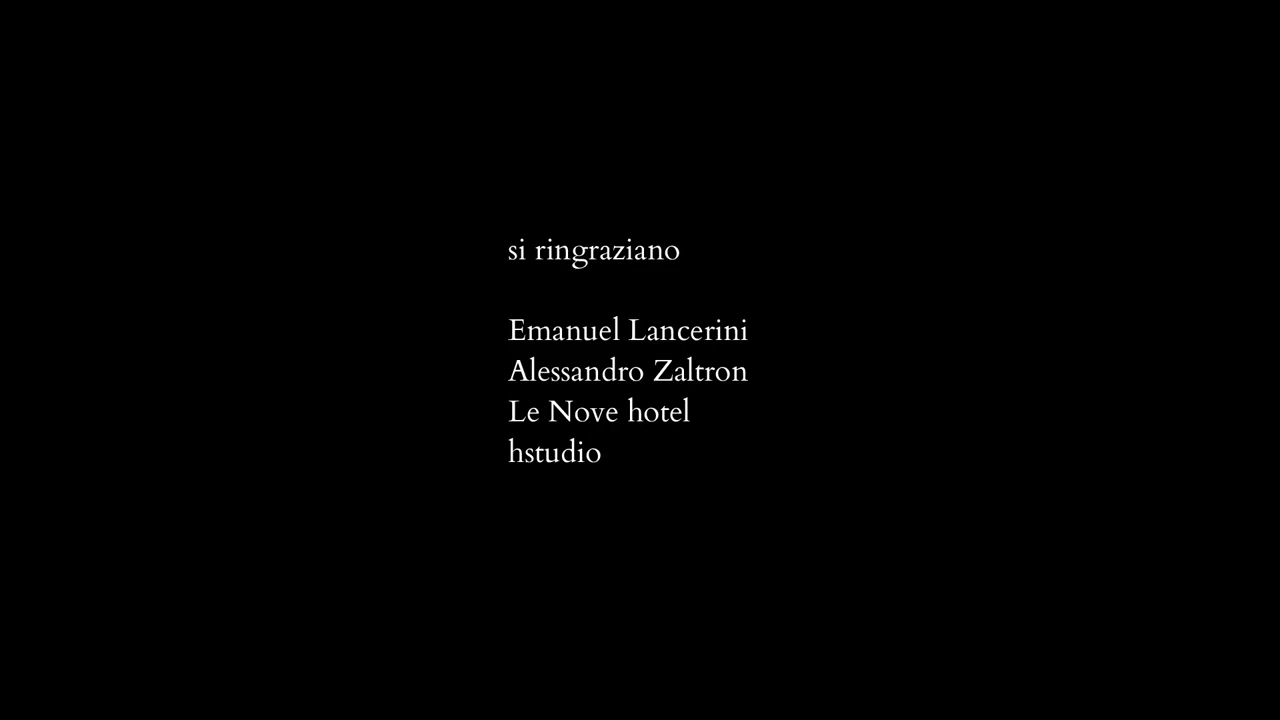 si ringraziano
Emanuel Lancerini
Alessandro Zaltron
Le Nove hotel
hstudio